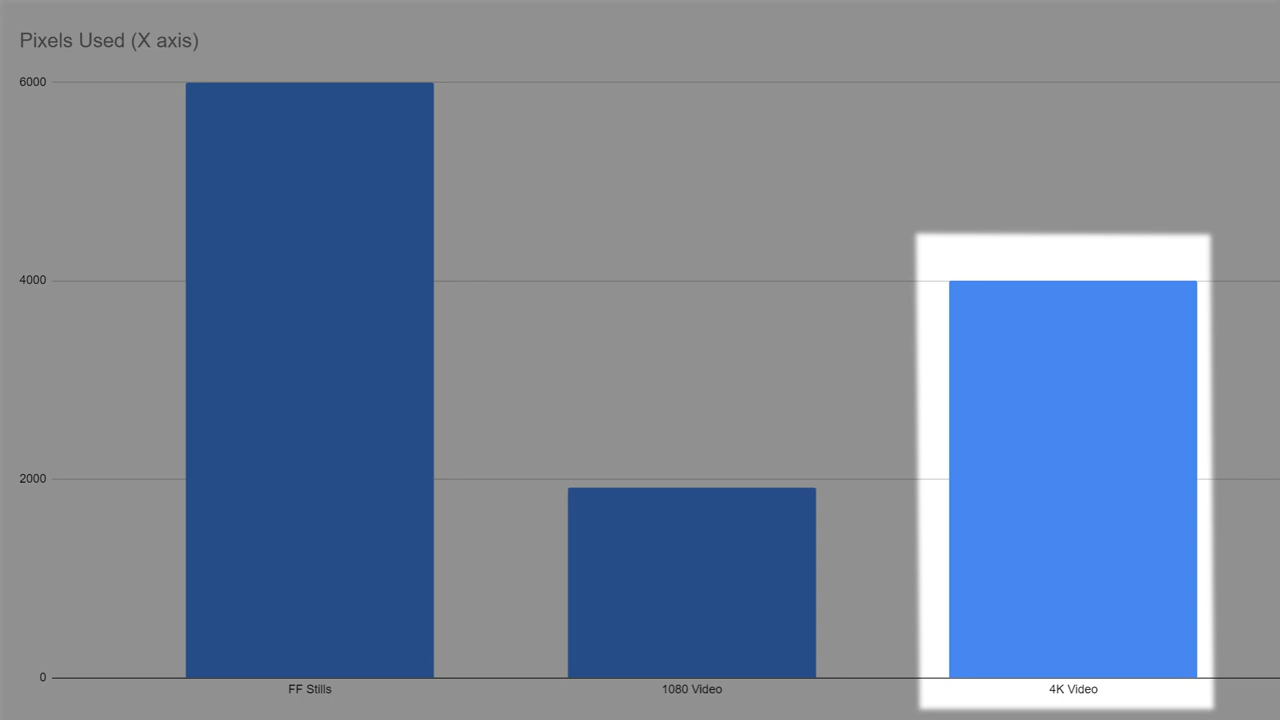 Pixels Used (X axis)
6000
4000
2000
0
FF Stills
1080 Video
4K Video